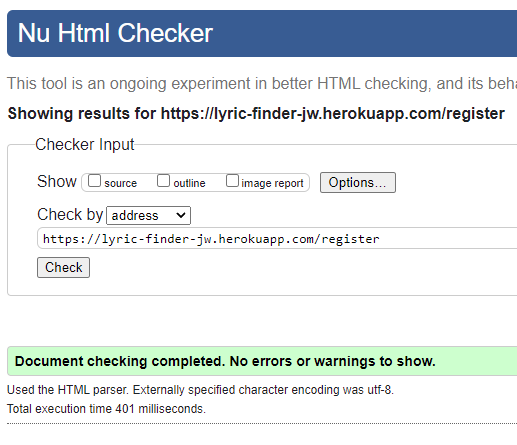 Nu Html Checker
This tool is an ongoing experiment in better HTML checking, and its beha
Showing results for https://lyric-finder-jw.herokuapp.com/register
Checker Input
Show source outline image report Options...
Check by address
https://lyric-finder-jw.herokuapp.com/register
Check
Document checking completed. No errors or warnings to show.
Used the HTML parser. Externally specified character encoding was utf-8.
Total execution time 401 milliseconds.